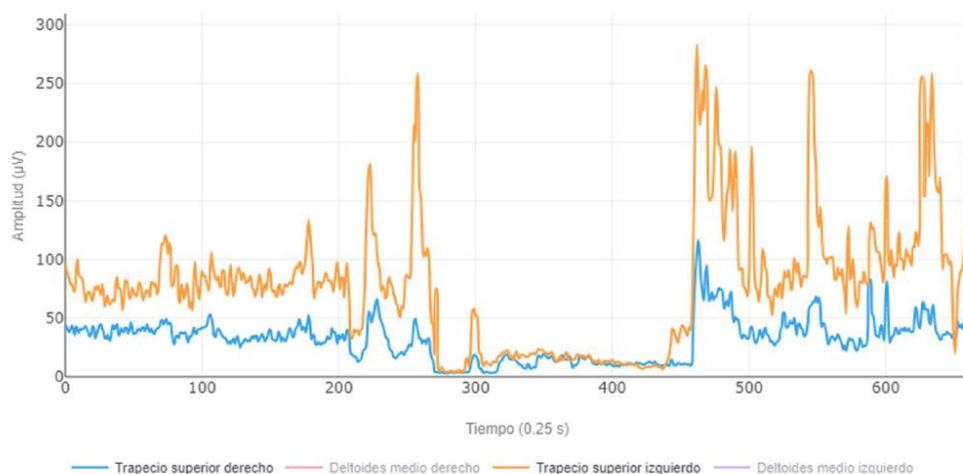 300
250
200
150
100
50
0
Amplitud (µV)
0 100 200 300 400 500 600
Tiempo (0.25 s)
Trapecio superior derecho Deltoides medio derecho Trapecio superior izquierdo Deltoides medio izquierdo